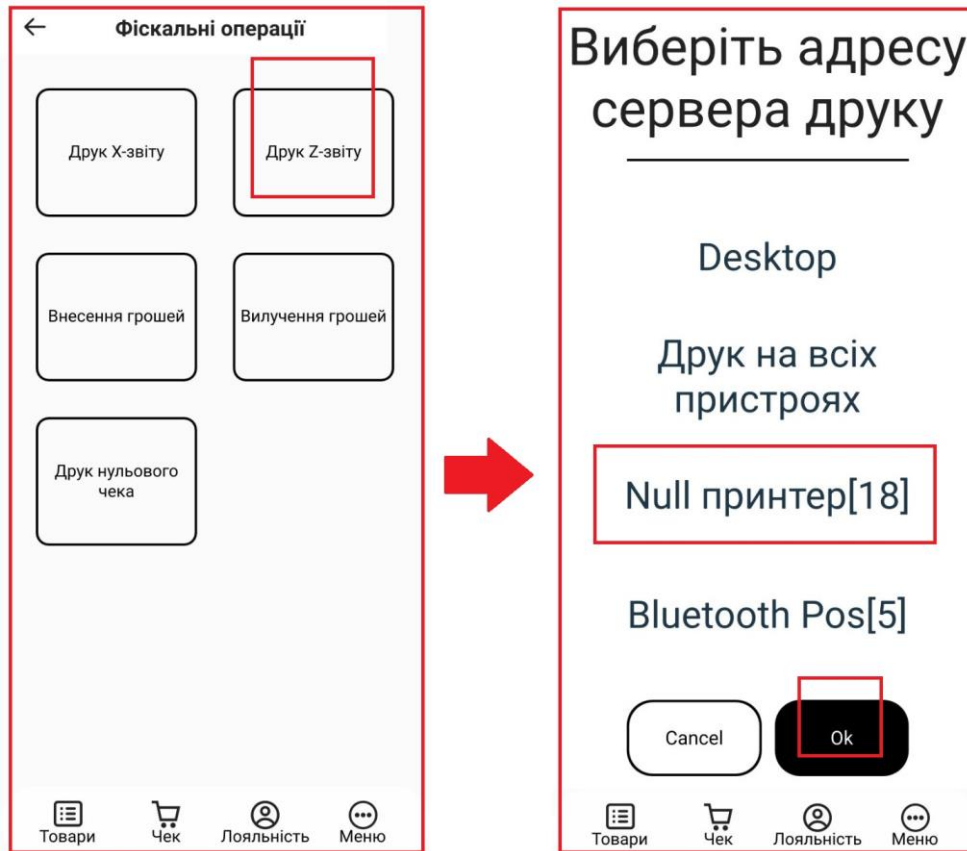 Фіскальні операції
Друк X-звіту
Друк Z-звіту
Внесення грошей
Вилучення грошей
Друк нульового
чека
Товари
Чек
Лояльність
Меню
Виберіть адресу
сервера друку
Desktop
Друк на всіх
пристроях
Null принтер[18]
Bluetooth Pos[5]
Cancel
Ok
Товари
Чек
Лояльність
Меню